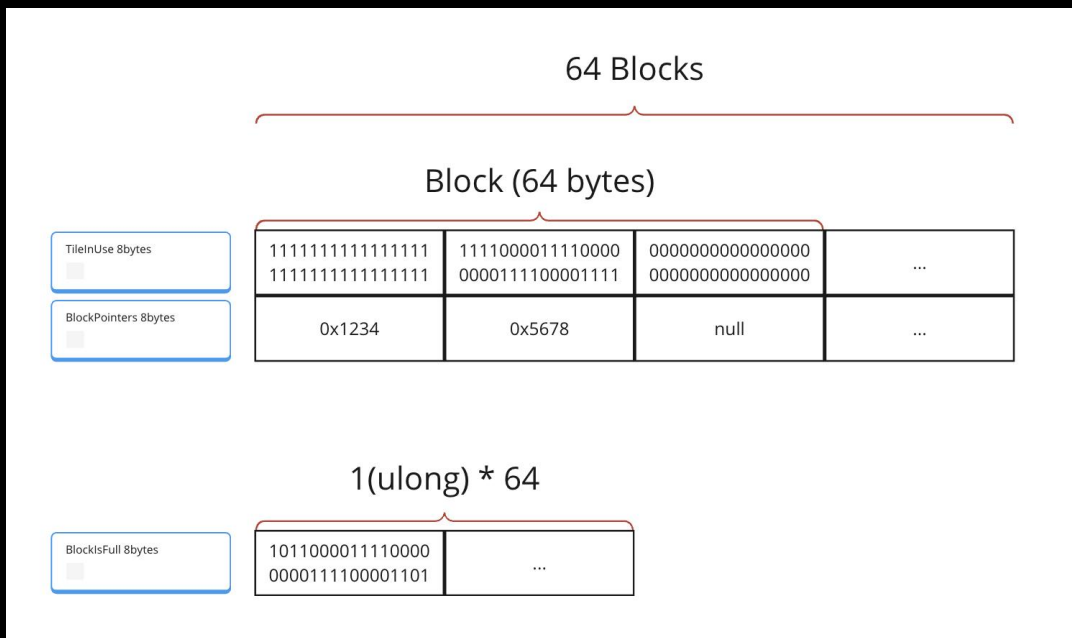 64 Blocks
Block (64 bytes)
TileInUse 8bytes
1111111111111111
1111111111111111
1111000011110000
0000111100001111
0000000000000000
0000000000000000
...
BlockPointers 8bytes
0x1234
0x5678
null
...
1(ulong) * 64
BlockIsFull 8bytes
1011000011110000
0000111100001101
...